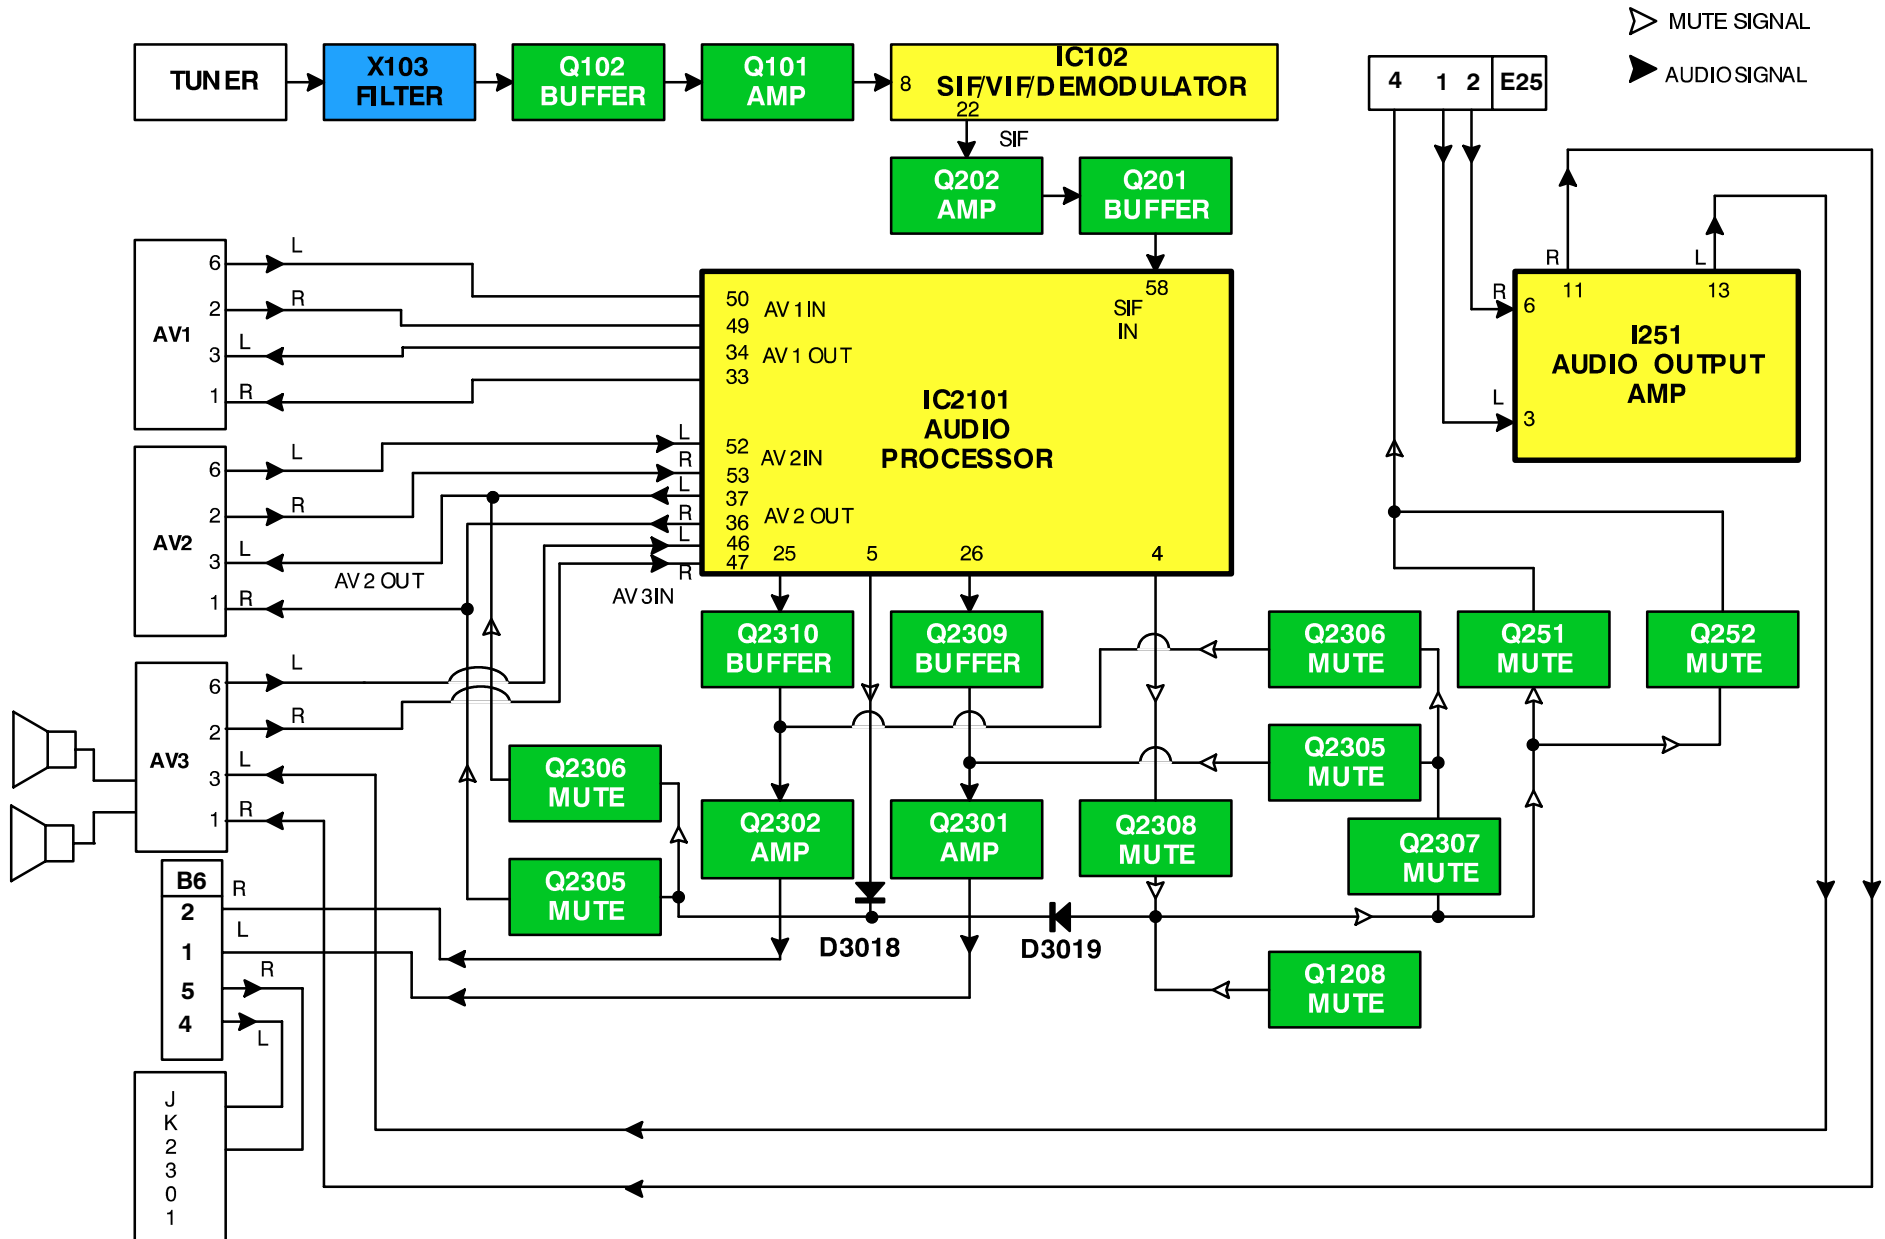 MUTE SIGNAL
AUDIO SIGNAL
TUNER
X103
FILTER
Q102
BUFFER
Q101
AMP
8
IC102
SIF/VIF/DEMODULATOR
22
SIF
4 1 2 E25
Q202
AMP
Q201
BUFFER
AV1
6 L
2 R
3 L
1 R
50
49
AV 1 IN
34
33
AV 1 OUT
58
SIF
IN
IC2101
AUDIO
PROCESSOR
R 11
L 13
R 6
L 3
I251
AUDIO OUTPUT
AMP
AV2
6 L
2 R
3 L
1 R
AV 2 OUT
L 52
R 53
AV 2 IN
L 37
R 36
AV 2 OUT
L 46
R 47
AV 3 IN
25 5 26 4
Q2310
BUFFER
Q2309
BUFFER
Q2306
MUTE
Q251
MUTE
Q252
MUTE
AV3
6 L
2 R
3 L
1 R
Q2306
MUTE
Q2305
MUTE
Q2302
AMP
Q2301
AMP
Q2308
MUTE
Q2307
MUTE
Q2305
MUTE
D3018
D3019
Q1208
MUTE
B6
2 R
1 L
5 R
4 L
J
K
2
3
0
1